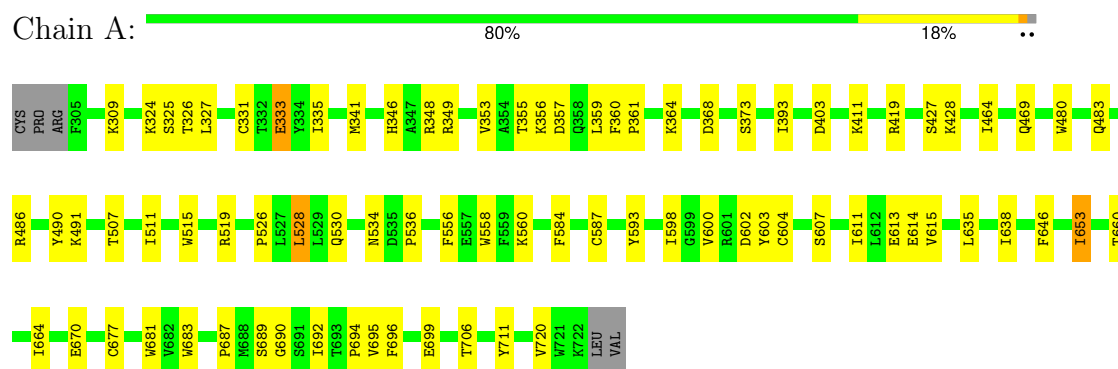 Chain A:
80% 18% ••
CYS PRO ARG F305 K309 K324 S325 T326 L327 C331 T332 E333 Y334 I335 M341 H346 A347 R348 R349 V353 A354 T355 K356 D357 Q358 L359 F360 P361 K364 D368 S373 I393 D403 K411 R419 S427 K428 I464 Q469 W480 Q483
R486 Y490 K491 T507 I511 W515 R519 P526 L527 L528 L529 Q530 N534 D535 P536 F556 E557 W558 F559 K560 F584 C587 Y593 I598 G599 V600 R601 D602 Y603 C604 S607 I611 L612 E613 E614 V615 L635 I638 F646 I653 T660
I664 E670 C677 W681 V682 W683 P687 M688 S689 G690 S691 I692 T693 P694 V695 F696 E699 T706 Y711 V720 W721 K722 LEU VAL